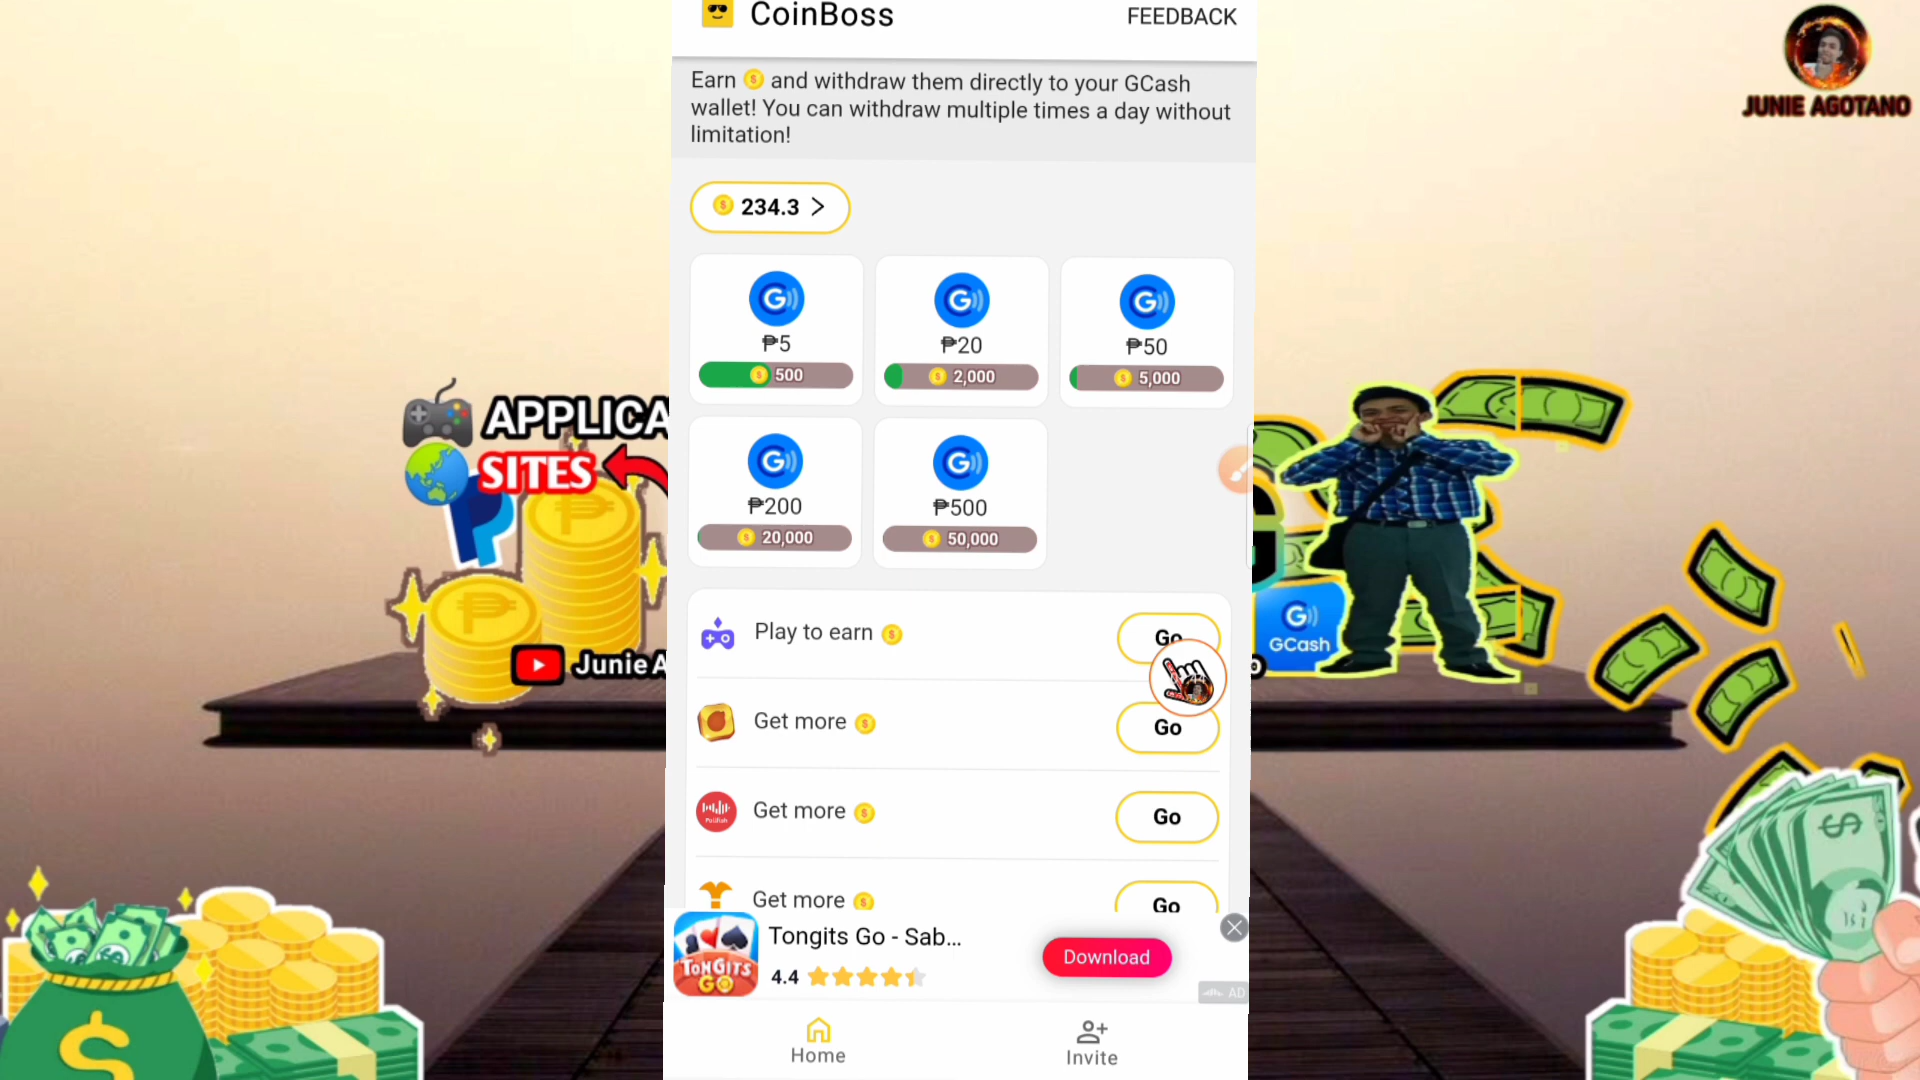 CoinBoss
FEEDBACK
Earn and withdraw them directly to your GCash
wallet! You can withdraw multiple times a day without
limitation!
234.3
₱5
500
₱20
2,000
₱50
5,000
₱200
20,000
₱500
50,000
Play to earn
Go
Get more
Go
Get more
Go
Get more
Go
Tongits Go - Sab...
4.4
Download
AD
TONGITS
GO
Home
Invite
APPLICA
SITES
JunieA
GCash
JUNIE AGOTANO